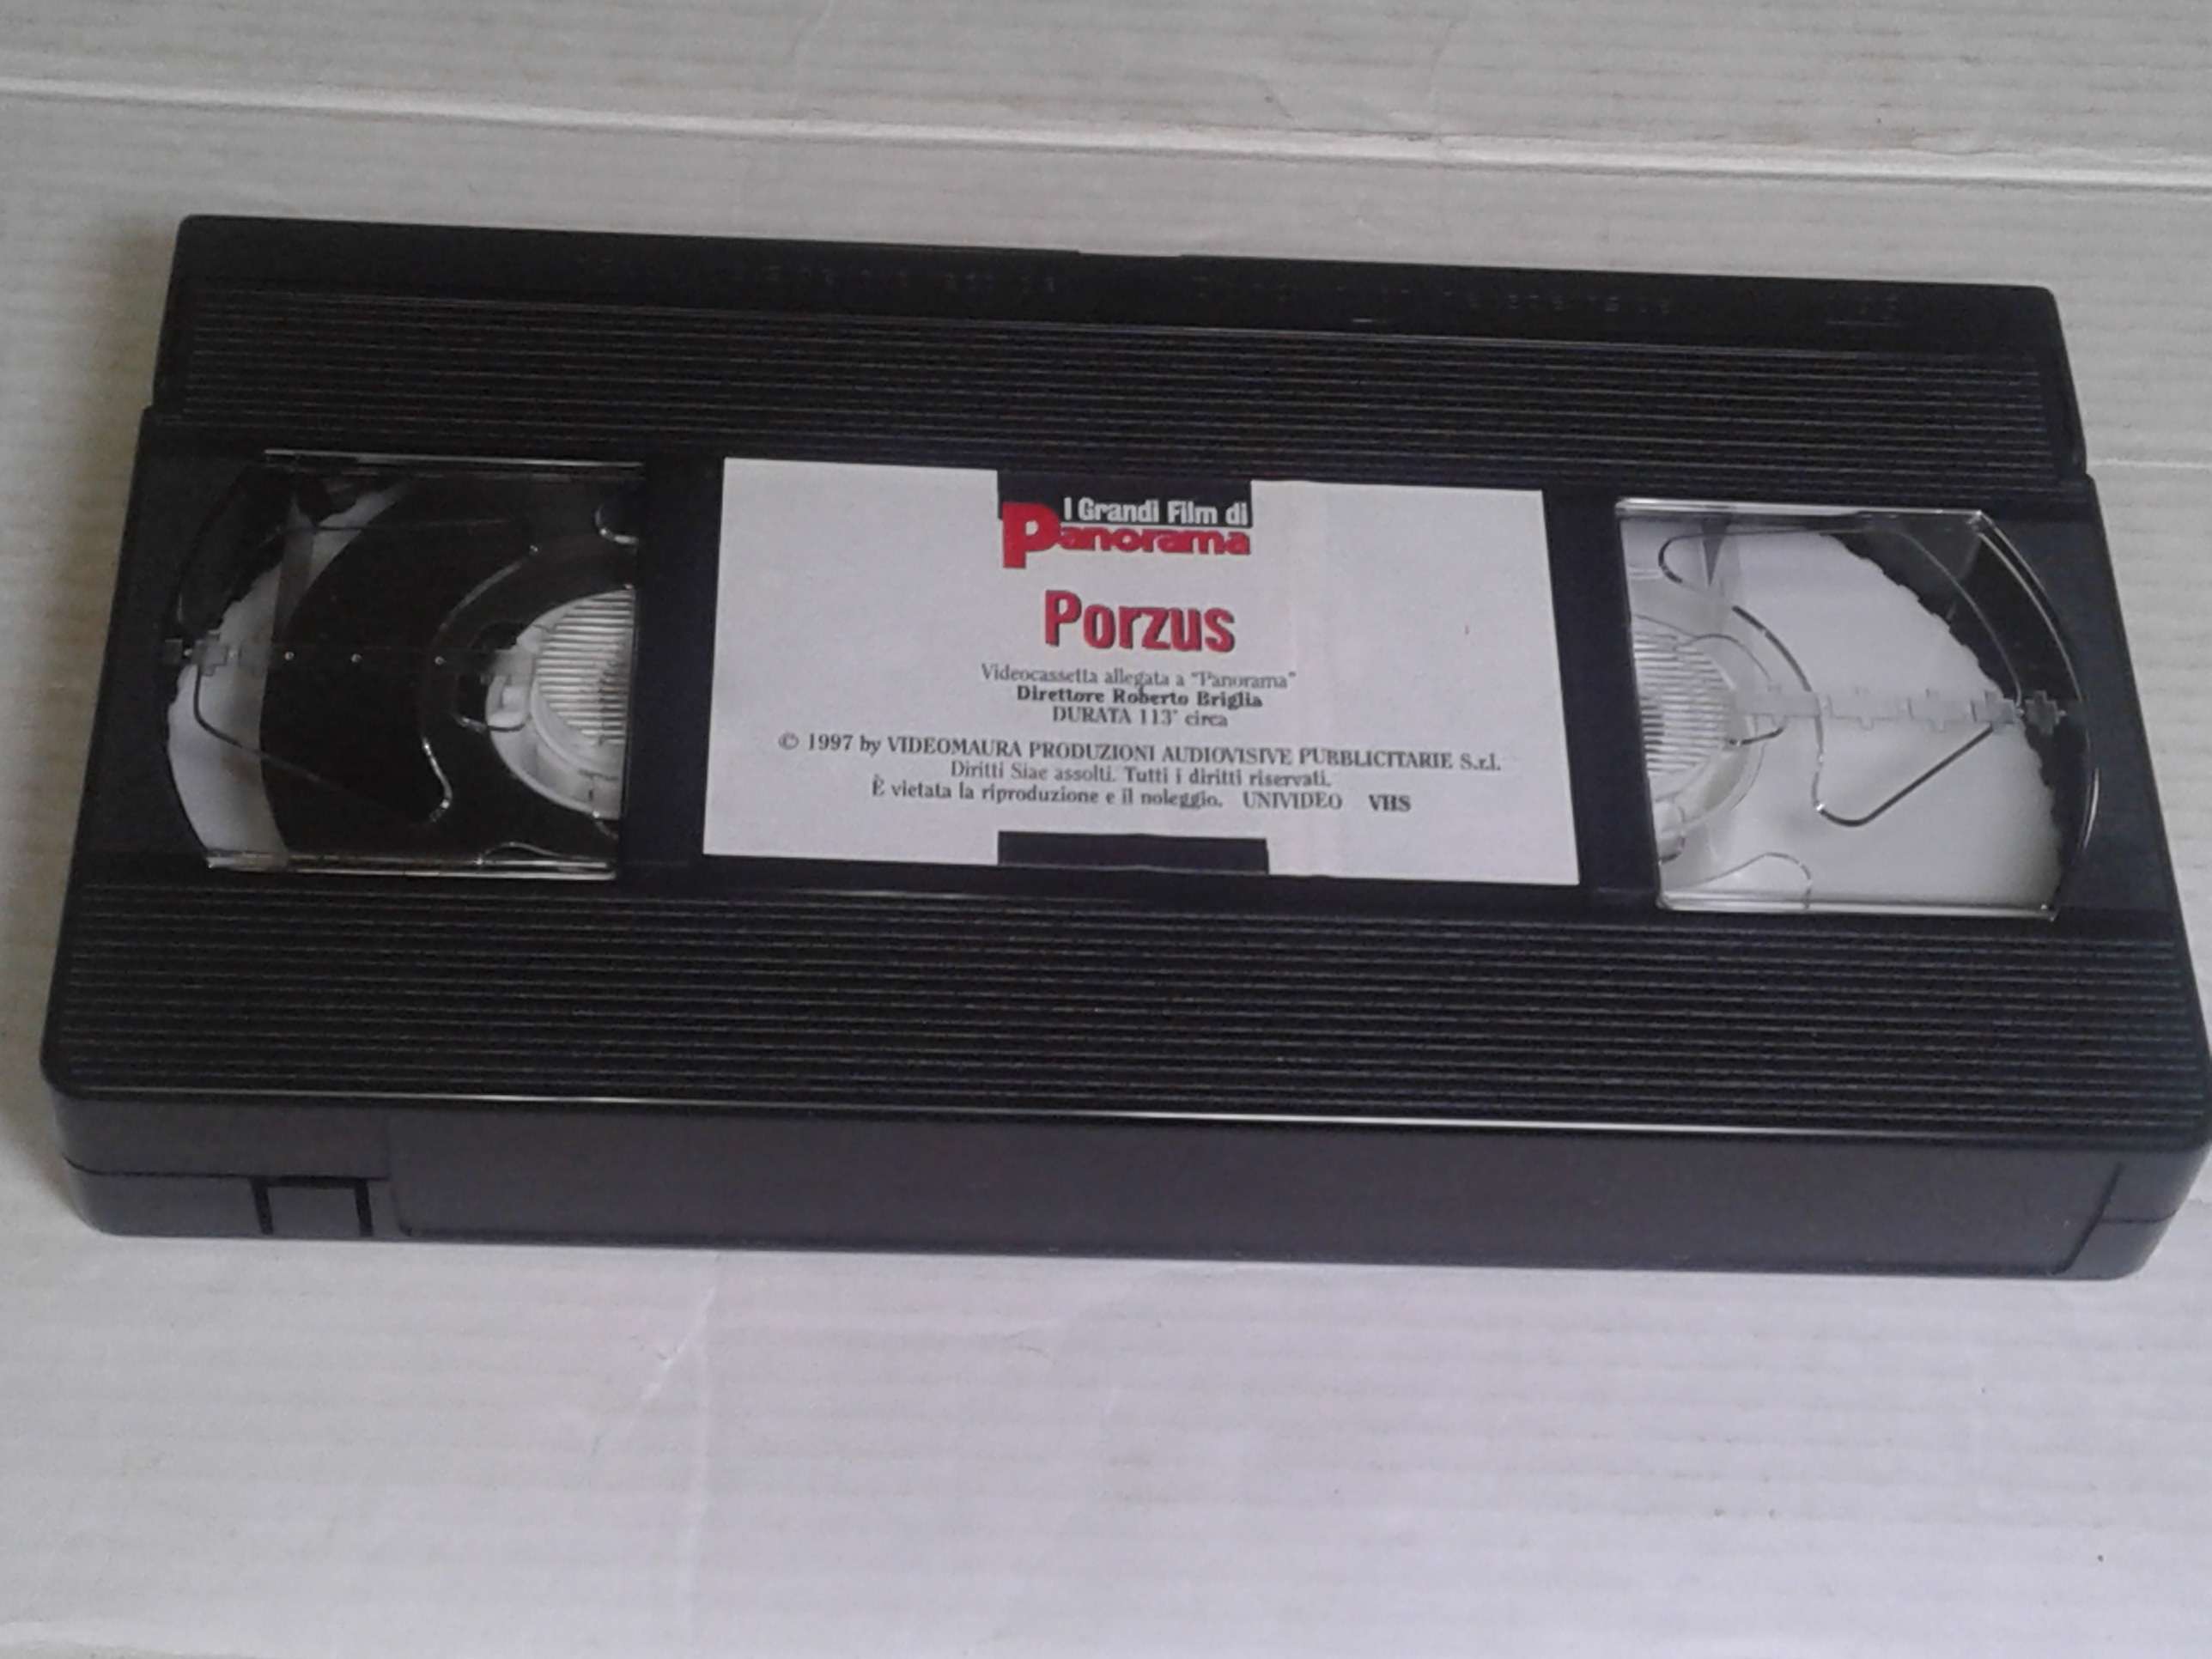 I Grandi Film di
Panorama
Porzus
Videocassetta allegata a "Panorama"
Direttore Roberto Briglia
DURATA 113' circa
© 1997 by VIDEOMAURA PRODUZIONI AUDIOVISIVE PUBBLICITARIE S.r.l.
Diritti Siae assolti. Tutti i diritti riservati.
È vietata la riproduzione e il noleggio. UNIVIDEO VHS